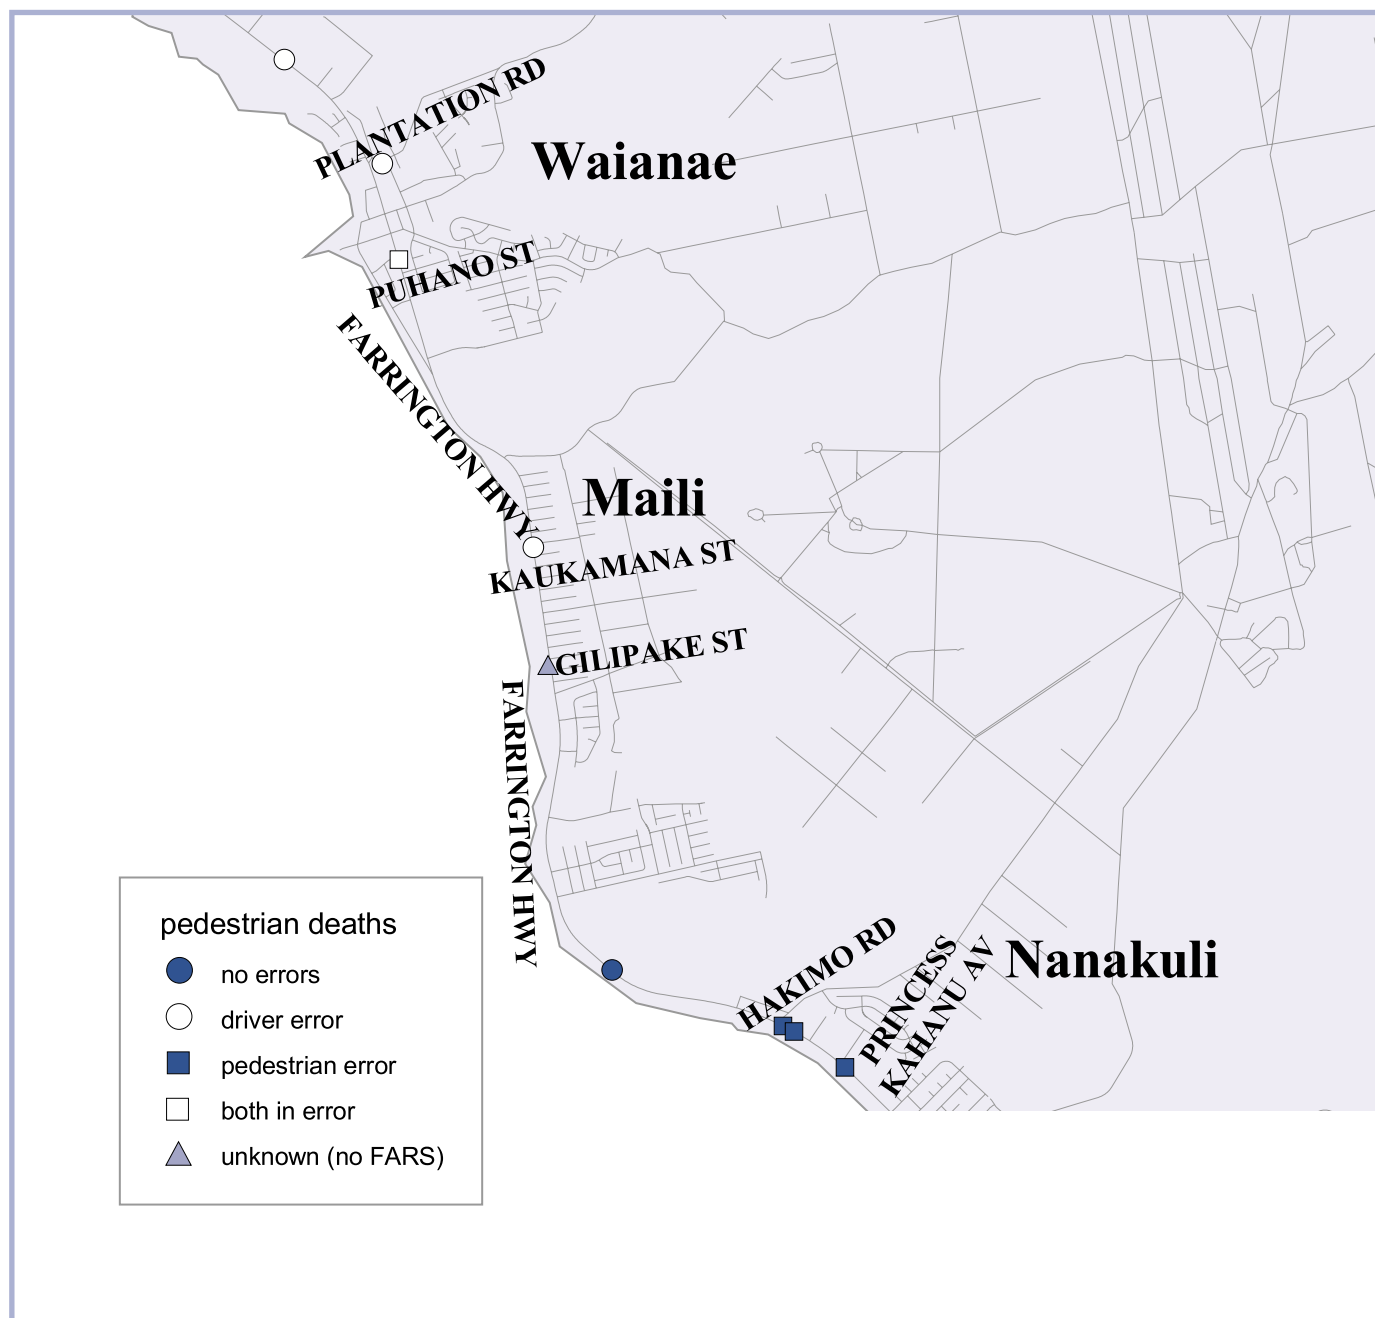 PLANTATION RD
Waianae
PUHANO ST
FARRINGTON HWY
Maili
KAUKAMANA ST
GILIPAKE ST
FARRINGTON HWY
HAKIMO RD
PRINCESS
KAHANU AV
Nanakuli
pedestrian deaths
no errors
driver error
pedestrian error
both in error
unknown (no FARS)